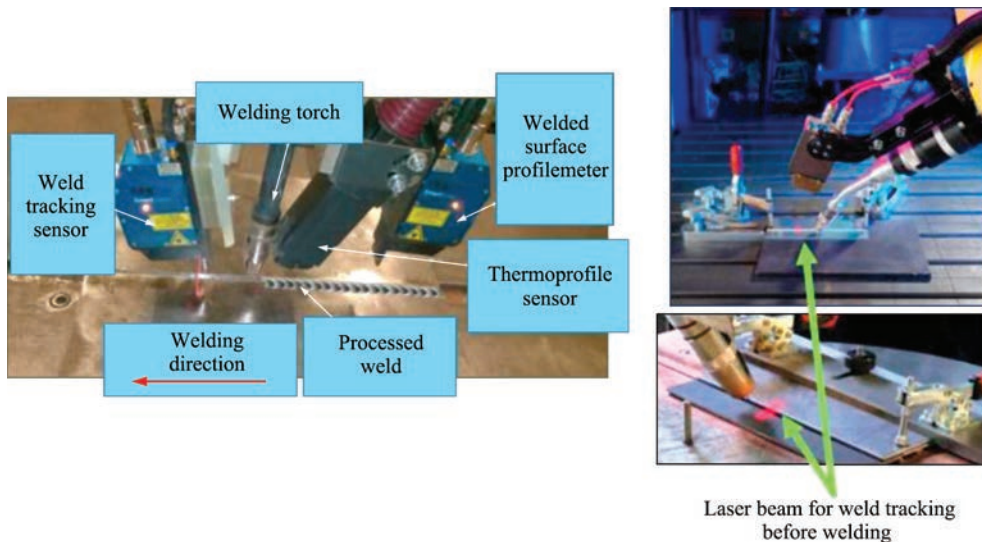 Welding torch
Welded
surface
profilemeter
Weld
tracking
sensor
Thermoprofile
sensor
Welding
direction
Processed
weld
Laser beam for weld tracking
before welding